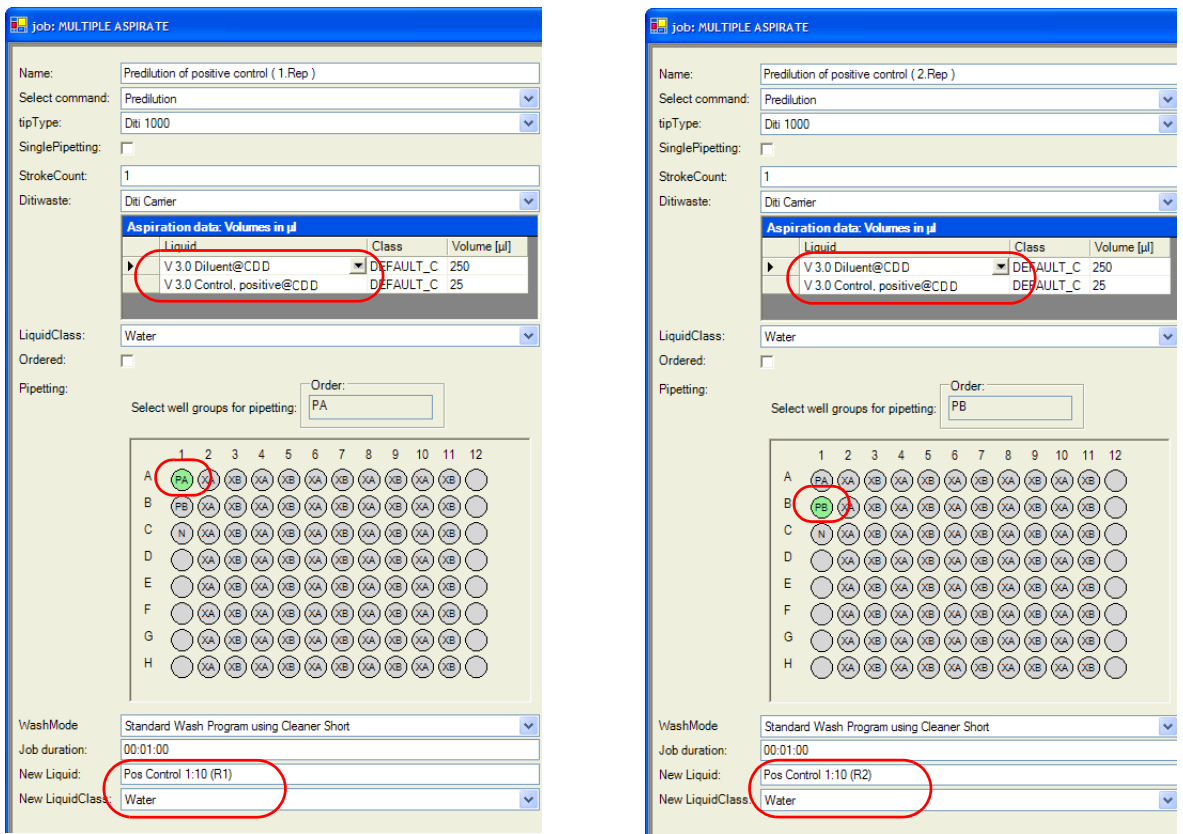 job: MULTIPLE ASPIRATE
Name: Predilution of positive control ( 1.Rep )
Select command: Predilution
tipType: Diti 1000
SinglePipetting:
StrokeCount: 1
Ditiwaste: Diti Carrier
Aspiration data: Volumes in µl
Liquid Class Volume [µl]
V 3.0 Diluent@CDD DEFAULT_C 250
V 3.0 Control, positive@CDD DEFAULT_C 25
LiquidClass: Water
Ordered:
Pipetting:
Order:
Select well groups for pipetting: PA
1 2 3 4 5 6 7 8 9 10 11 12
A PA XA XB XA XB XA XB XA XB XA XB
B PB XA XB XA XB XA XB XA XB XA XB
C N XA XB XA XB XA XB XA XB XA XB
D XA XB XA XB XA XB XA XB XA XB
E XA XB XA XB XA XB XA XB XA XB
F XA XB XA XB XA XB XA XB XA XB
G XA XB XA XB XA XB XA XB XA XB
H XA XB XA XB XA XB XA XB XA XB
WashMode Standard Wash Program using Cleaner Short
Job duration: 00:01:00
New Liquid: Pos Control 1:10 (R1)
New LiquidClass: Water
job: MULTIPLE ASPIRATE
Name: Predilution of positive control ( 2.Rep )
Select command: Predilution
tipType: Diti 1000
SinglePipetting:
StrokeCount: 1
Ditiwaste: Diti Carrier
Aspiration data: Volumes in µl
Liquid Class Volume [µl]
V 3.0 Diluent@CDD DEFAULT_C 250
V 3.0 Control, positive@CDD DEFAULT_C 25
LiquidClass: Water
Ordered:
Pipetting:
Order:
Select well groups for pipetting: PB
1 2 3 4 5 6 7 8 9 10 11 12
A PA XA XB XA XB XA XB XA XB XA XB
B PB XA XB XA XB XA XB XA XB XA XB
C N XA XB XA XB XA XB XA XB XA XB
D XA XB XA XB XA XB XA XB XA XB
E XA XB XA XB XA XB XA XB XA XB
F XA XB XA XB XA XB XA XB XA XB
G XA XB XA XB XA XB XA XB XA XB
H XA XB XA XB XA XB XA XB XA XB
WashMode Standard Wash Program using Cleaner Short
Job duration: 00:01:00
New Liquid: Pos Control 1:10 (R2)
New LiquidClass: Water